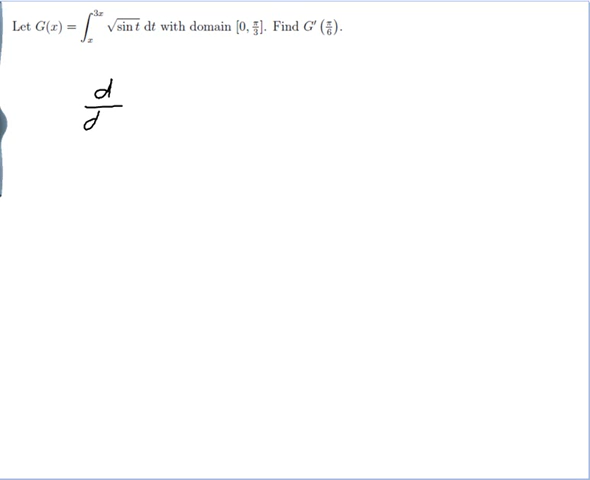 Let G(x) = ∫_x^{3x} √sin t dt with domain [0, π/3]. Find G′(π/6).
d
d